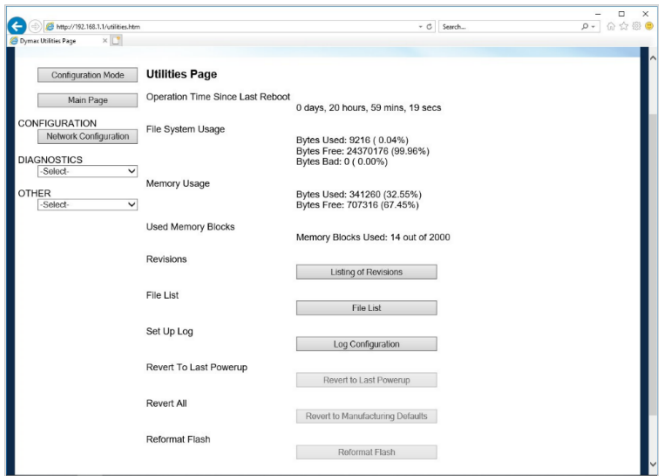 http://192.168.1.1/utilities.htm
Search...
Dymax Utilities Page
Configuration Mode
Utilities Page
Main Page
Operation Time Since Last Reboot
0 days, 20 hours, 59 mins, 19 secs
CONFIGURATION
Network Configuration
File System Usage
Bytes Used: 9216 ( 0.04%)
Bytes Free: 24370176 (99.96%)
Bytes Bad: 0 ( 0.00%)
DIAGNOSTICS
-Select-
Memory Usage
OTHER
-Select-
Bytes Used: 341260 (32.55%)
Bytes Free: 707316 (67.45%)
Used Memory Blocks
Memory Blocks Used: 14 out of 2000
Revisions
Listing of Revisions
File List
File List
Set Up Log
Log Configuration
Revert To Last Powerup
Revert to Last Powerup
Revert All
Revert to Manufacturing Defaults
Reformat Flash
Reformat Flash